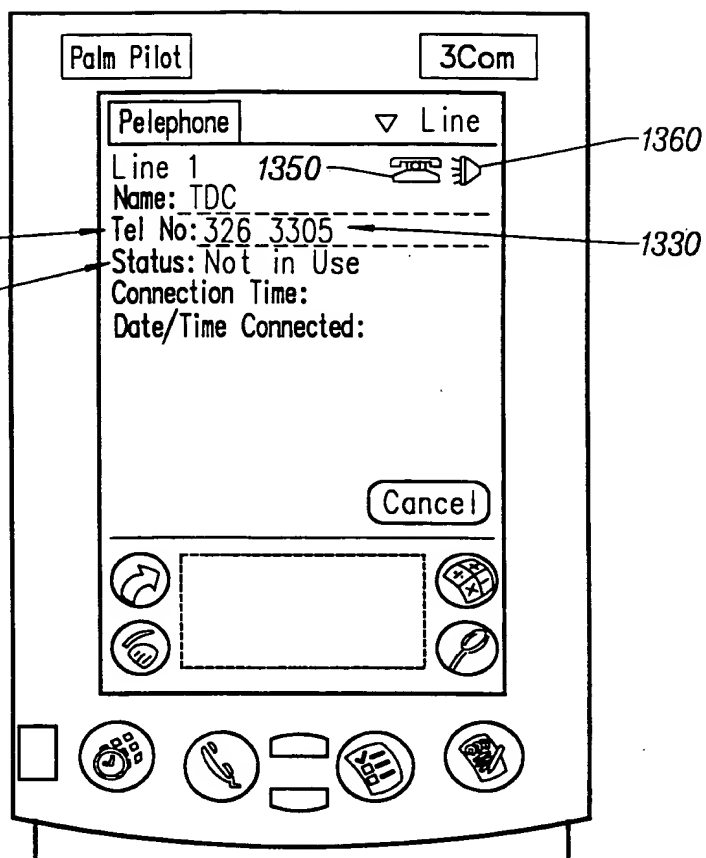 Palm Pilot 3Com
Pelephone ▽ Line
1360
Line 1 1350
Name: TDC
Tel No: 326 3305
1330
Status: Not in Use
Connection Time:
Date/Time Connected:
Cancel